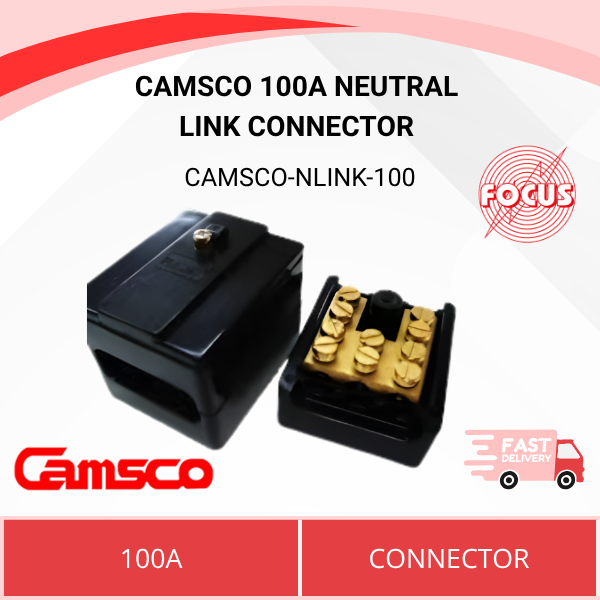 CAMSCO 100A NEUTRAL
LINK CONNECTOR
CAMSCO-NLINK-100
FOCUS
Camsco
FAST
DELIVERY
100A
CONNECTOR